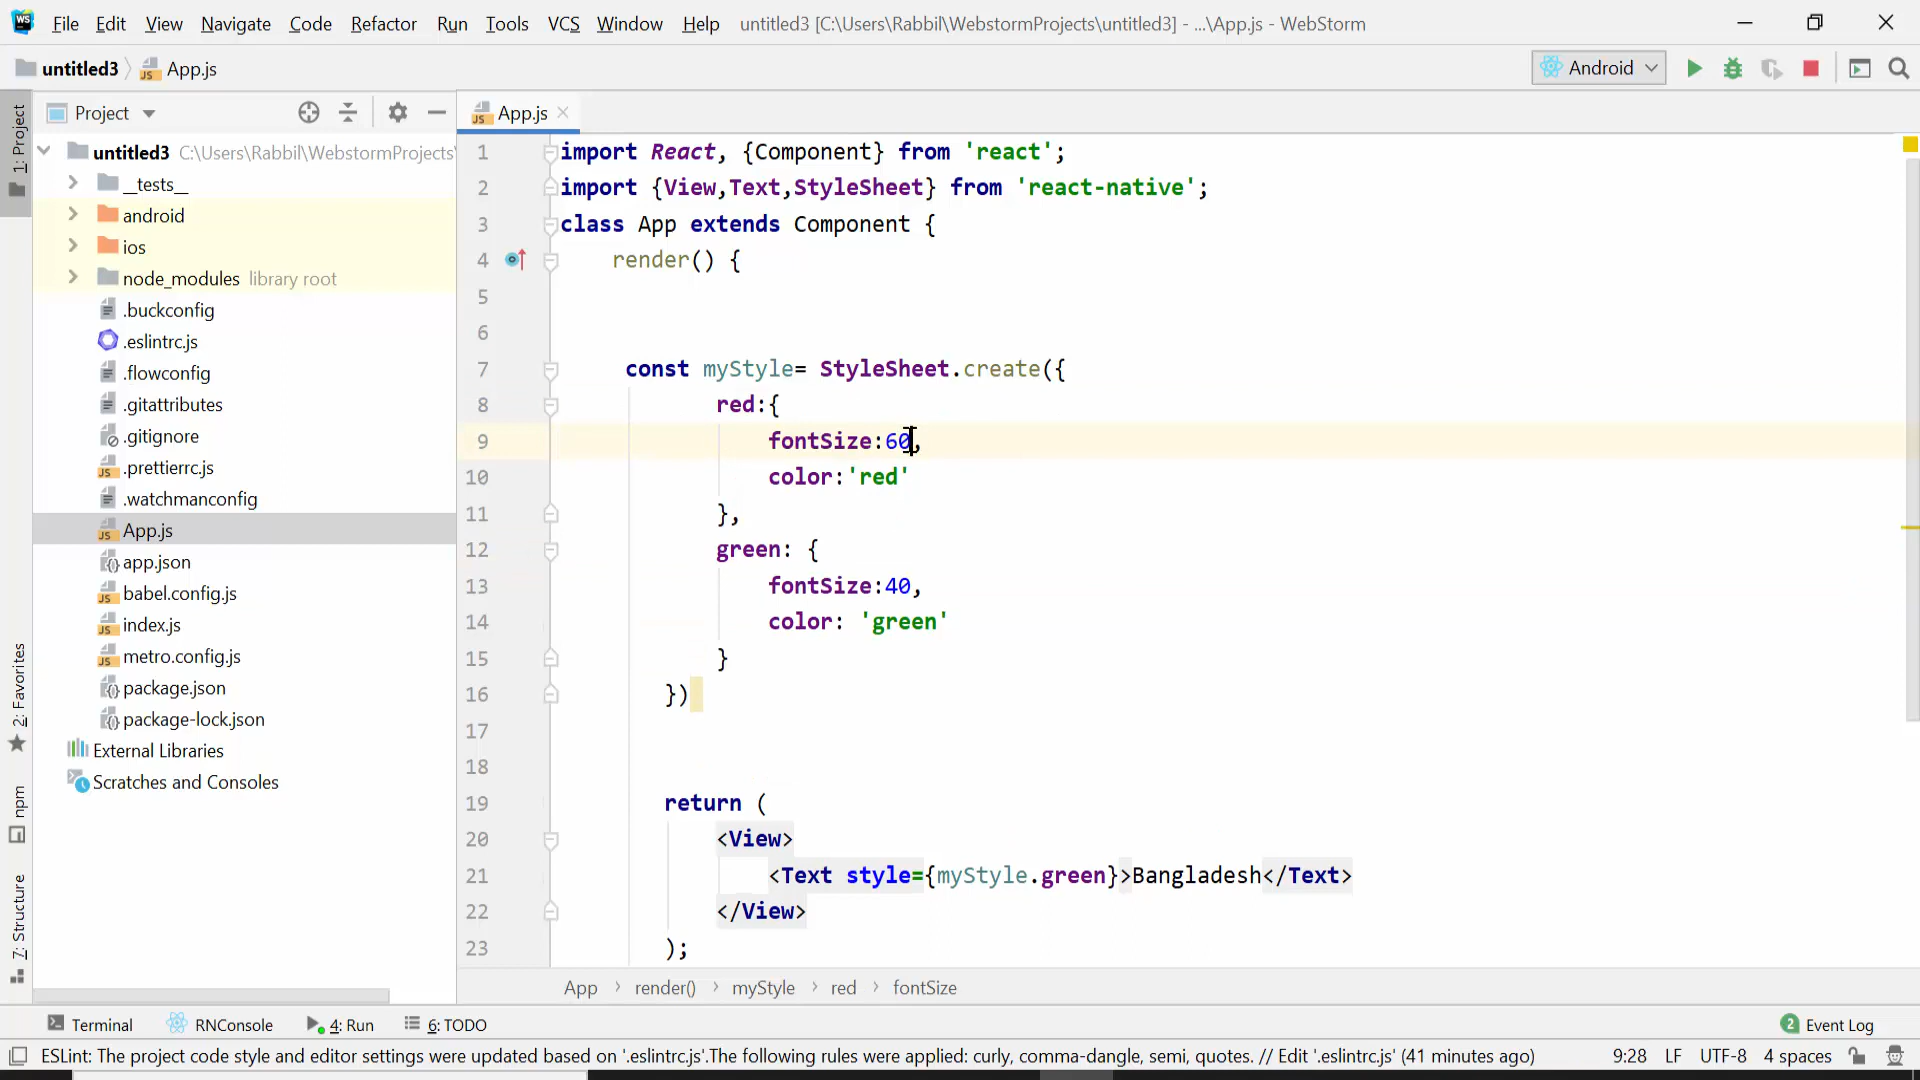 File Edit View Navigate Code Refactor Run Tools VCS Window Help untitled3 [C:\Users\Rabbil\WebstormProjects\untitled3] - ...\App.js - WebStorm
untitled3 App.js Android
1: Project
2: Favorites
npm
7: Structure
Project
untitled3 C:\Users\Rabbil\WebstormProjects
__tests__
android
ios
node_modules library root
.buckconfig
.eslintrc.js
.flowconfig
.gitattributes
.gitignore
.prettierrc.js
.watchmanconfig
App.js
app.json
babel.config.js
index.js
metro.config.js
package.json
package-lock.json
External Libraries
Scratches and Consoles
App.js
1 import React, {Component} from 'react';
2 import {View,Text,StyleSheet} from 'react-native';
3 class App extends Component {
4 render() {
5
6
7 const myStyle= StyleSheet.create({
8 red:{
9 fontSize:60,
10 color:'red'
11 },
12 green: {
13 fontSize:40,
14 color: 'green'
15 }
16 })
17
18
19 return (
20 <View>
21 <Text style={myStyle.green}>Bangladesh</Text>
22 </View>
23 );
App render() myStyle red fontSize
Terminal RNConsole 4: Run 6: TODO 2 Event Log
ESLint: The project code style and editor settings were updated based on '.eslintrc.js'.The following rules were applied: curly, comma-dangle, semi, quotes. // Edit '.eslintrc.js' (41 minutes ago) 9:28 LF UTF-8 4 spaces